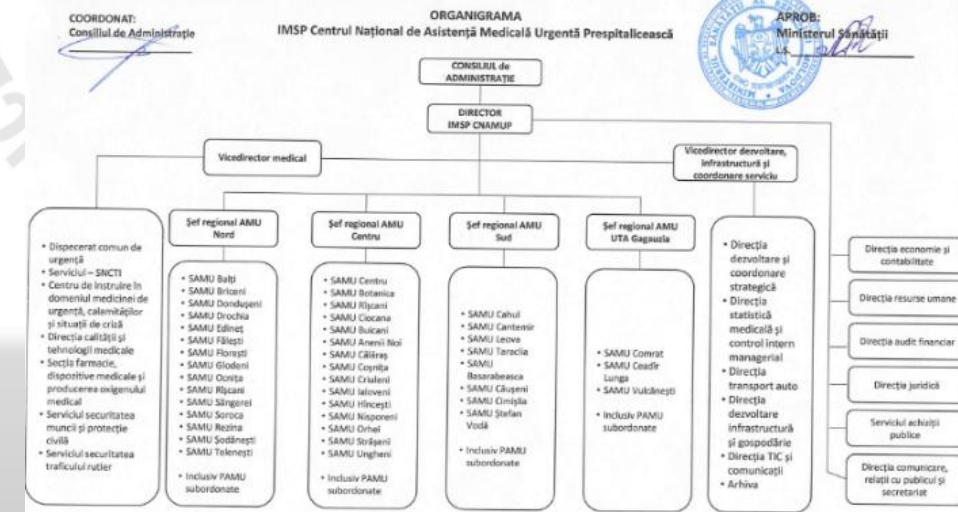 COORDONAT:
Consiliul de Administrație
ORGANIGRAMA
IMSP Centrul Național de Asistență Medicală Urgentă Prespitalicească
APROB:
Ministerul Sănătății
L.S.
CONSILIUL de
ADMINISTRAȚIE
DIRECTOR
IMSP CNAMUP
Vicedirector medical
Vicedirector dezvoltare,
infrastructură și
coordonare serviciu
• Dispecerat comun de
urgență
• Serviciul – SNCTI
• Centru de instruire în
domeniul medicinei de
urgență, calamităților
și situații de criză
• Direcția calității și
tehnologii medicale
• Secția farmacie,
dispozitive medicale și
producerea oxigenului
medical
• Serviciul securitatea
muncii și protecție
civilă
• Serviciul securitatea
traficului rutier
Șef regional AMU
Nord
• SAMU Balți
• SAMU Briceni
• SAMU Dondușeni
• SAMU Drochia
• SAMU Edineț
• SAMU Fălești
• SAMU Florești
• SAMU Glodeni
• SAMU Ocnița
• SAMU Rîșcani
• SAMU Sângerei
• SAMU Soroca
• SAMU Rezina
• SAMU Șodănești
• SAMU Telenești
• Inclusiv PAMU
subordonate
Șef regional AMU
Centru
• SAMU Centru
• SAMU Botanica
• SAMU Rîșcani
• SAMU Ciocana
• SAMU Buicani
• SAMU Anenii Noi
• SAMU Călăraș
• SAMU Coșnița
• SAMU Criuleni
• SAMU Ialoveni
• SAMU Hîncești
• SAMU Nisporeni
• SAMU Orhei
• SAMU Strășeni
• SAMU Ungheni
• Inclusiv PAMU
subordonate
Șef regional AMU
Sud
• SAMU Cahul
• SAMU Cantemir
• SAMU Leova
• SAMU Taraclia
• SAMU
Basarabeasca
• SAMU Căușeni
• SAMU Cimișlia
• SAMU Ștefan
Vodă
• Inclusiv PAMU
subordonate
Șef regional AMU
UTA Gagauzia
• SAMU Comrat
• SAMU Ceadîr
Lunga
• SAMU Vulcănești
• Inclusiv PAMU
subordonate
• Direcția
dezvoltare și
coordonare
strategică
• Direcția
statistică
medicală și
control intern
managerial
• Direcția
transport auto
• Direcția
dezvoltare
infrastructură
și gospodărie
• Direcția TIC și
comunicații
• Arhiva
Direcția economie și
contabilitate
Direcția resurse umane
Direcția audit financiar
Direcția juridică
Serviciul achiziții
publice
Direcția comunicare,
relații cu publicul și
secretariat